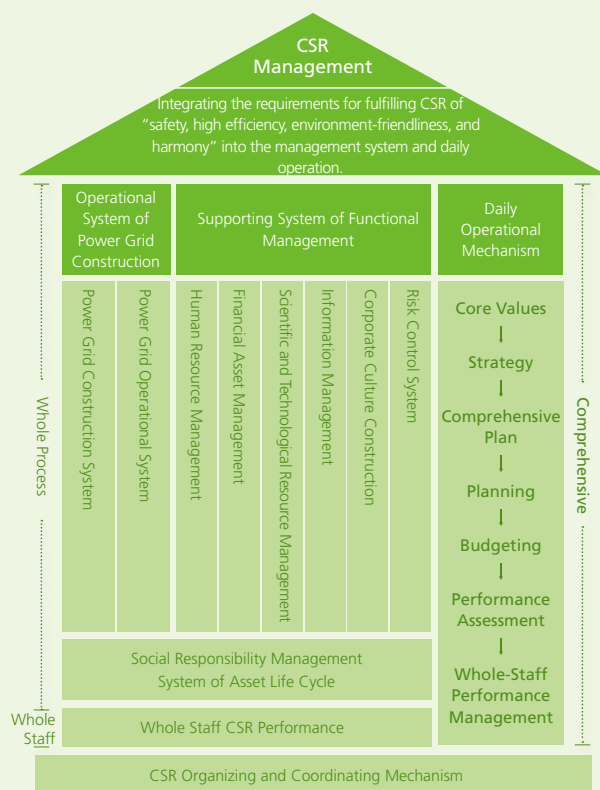 CSR
Management
Integrating the requirements for fulfilling CSR of
“safety, high efficiency, environment-friendliness, and
harmony” into the management system and daily
operation.
Operational
System of
Power Grid
Construction
Supporting System of Functional
Management
Daily
Operational
Mechanism
Whole Process
Power Grid Construction System
Power Grid Operational System
Human Resource Management
Financial Asset Management
Scientific and Technological Resource Management
Information Management
Corporate Culture Construction
Risk Control System
Core Values
Strategy
Comprehensive
Plan
Planning
Budgeting
Performance
Assessment
Whole-Staff
Performance
Management
Comprehensive
Social Responsibility Management
System of Asset Life Cycle
Whole
Staff
Whole Staff CSR Performance
CSR Organizing and Coordinating Mechanism